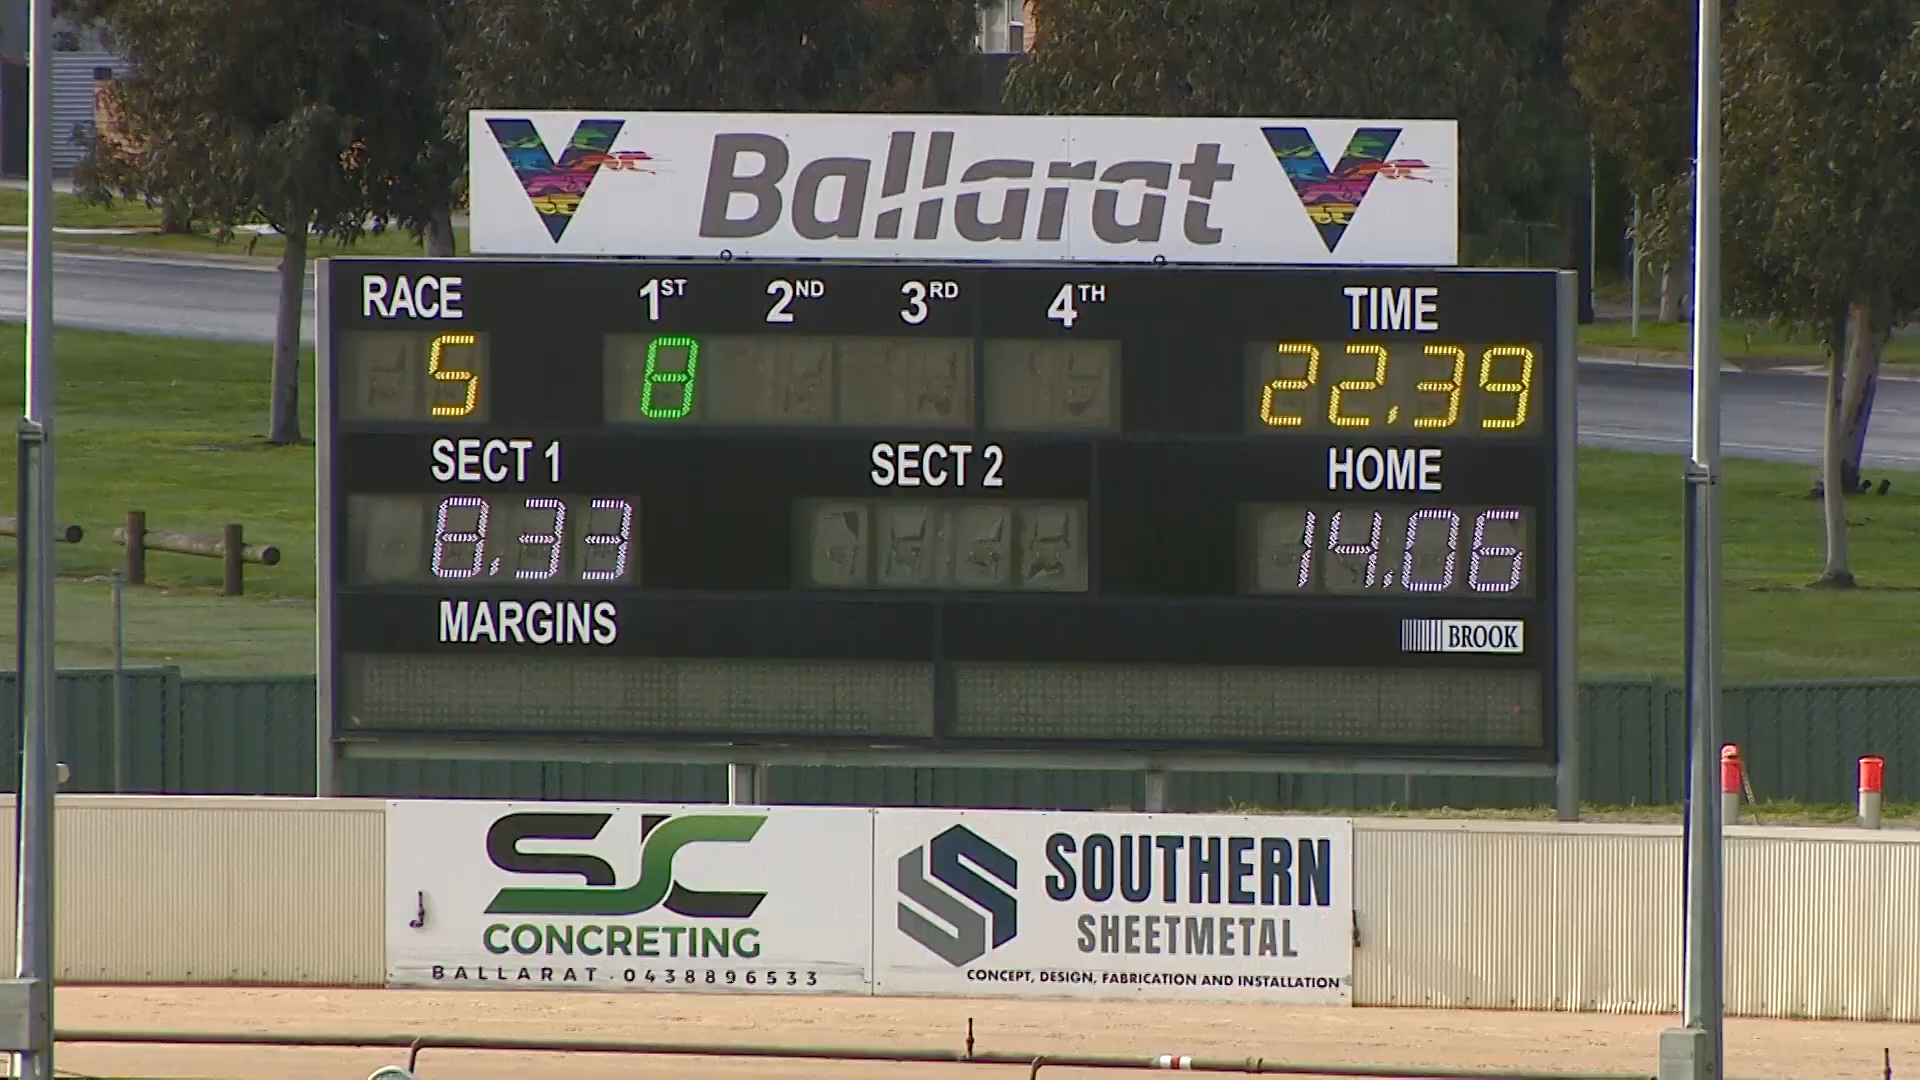 Ballarat
RACE 1ST 2ND 3RD 4TH TIME
5 8 22.39
SECT 1 SECT 2 HOME
8.33 14.06
MARGINS
BROOK
SJC
CONCRETING
BALLARAT . 0438896533
SOUTHERN
SHEETMETAL
CONCEPT, DESIGN, FABRICATION AND INSTALLATION